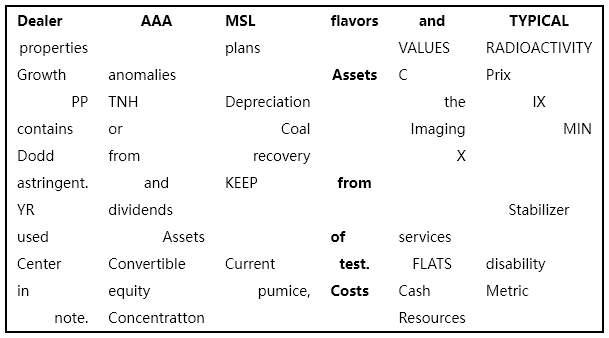 Dealer AAA MSL flavors and TYPICAL
properties plans VALUES RADIOACTIVITY
Growth anomalies Assets C Prix
PP TNH Depreciation the IX
contains or Coal Imaging MIN
Dodd from recovery X
astringent. and KEEP from
YR dividends Stabilizer
used Assets of services
Center Convertible Current test. FLATS disability
in equity pumice, Costs Cash Metric
note. Concentratton Resources